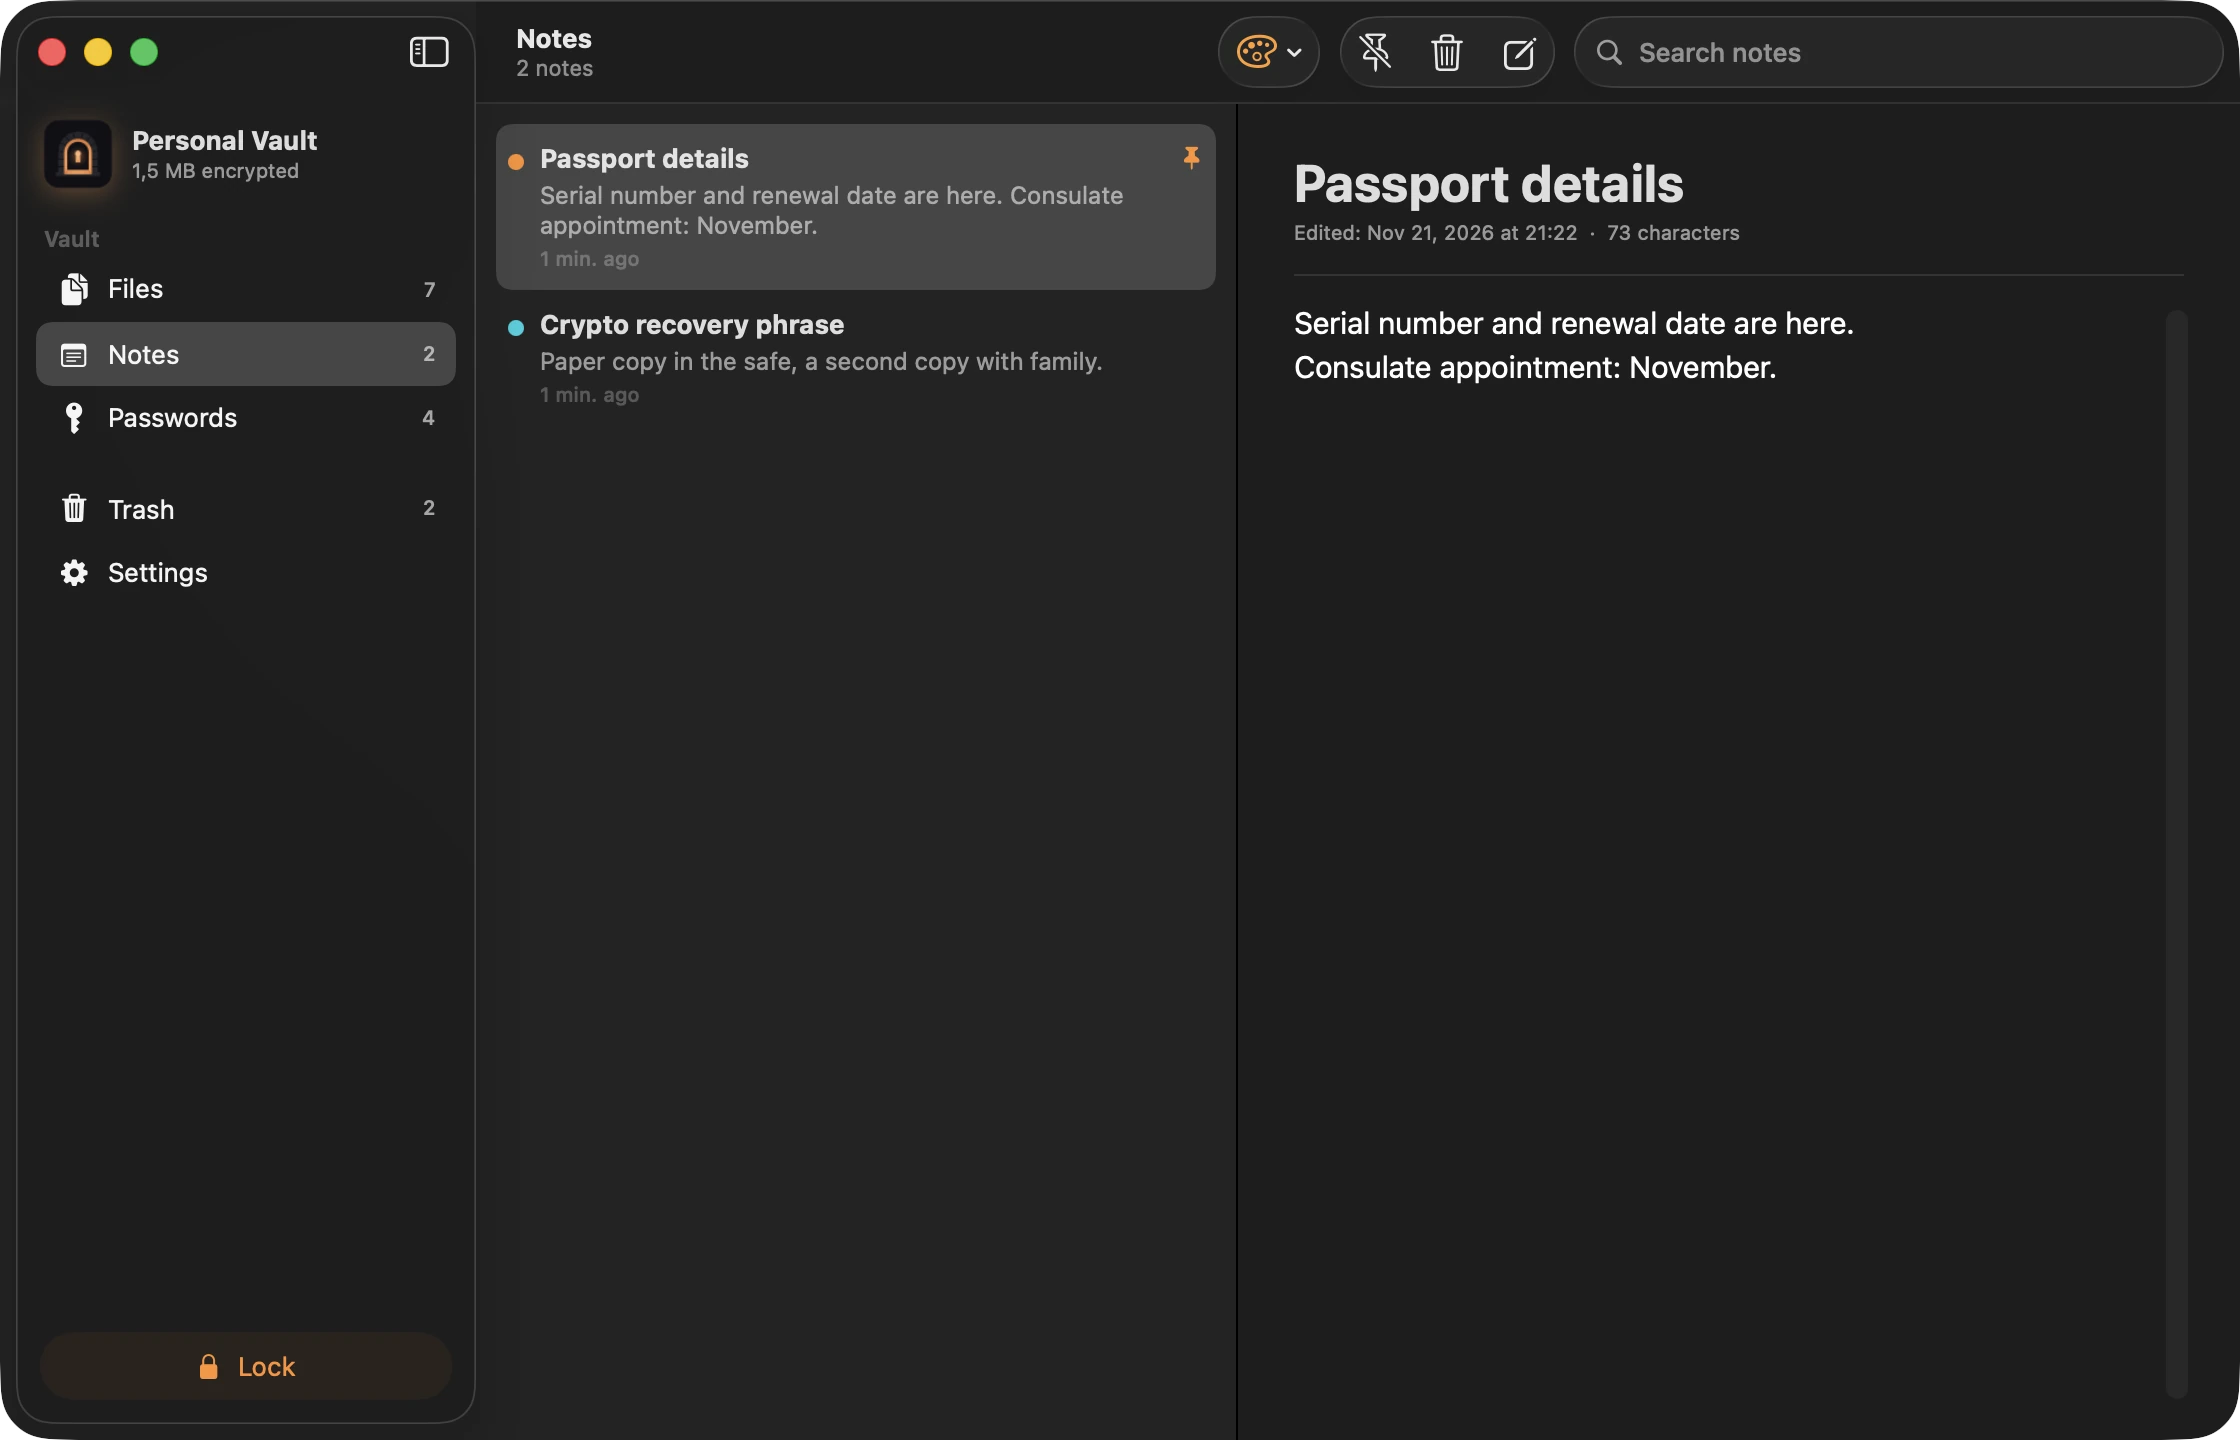 Personal Vault
1,5 MB encrypted
Vault
Files 7
Notes 2
Passwords 4
Trash 2
Settings
Lock
Notes
2 notes
Search notes
Passport details
Serial number and renewal date are here. Consulate
appointment: November.
1 min. ago
Crypto recovery phrase
Paper copy in the safe, a second copy with family.
1 min. ago
Passport details
Edited: Nov 21, 2026 at 21:22 · 73 characters
Serial number and renewal date are here.
Consulate appointment: November.